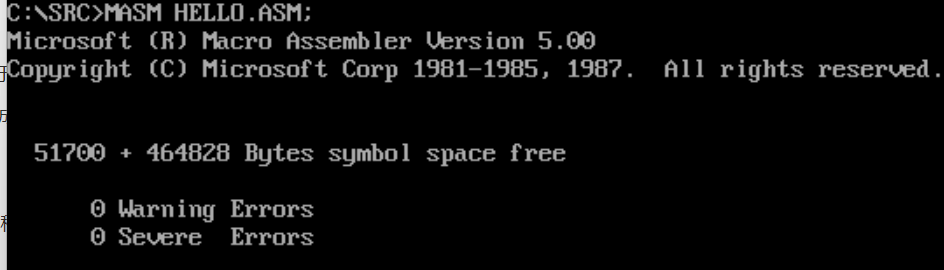 C:\SRC>MASM HELLO.ASM;
Microsoft (R) Macro Assembler Version 5.00
Copyright (C) Microsoft Corp 1981-1985, 1987.  All rights reserved.
51700 + 464828 Bytes symbol space free
0 Warning Errors
0 Severe  Errors